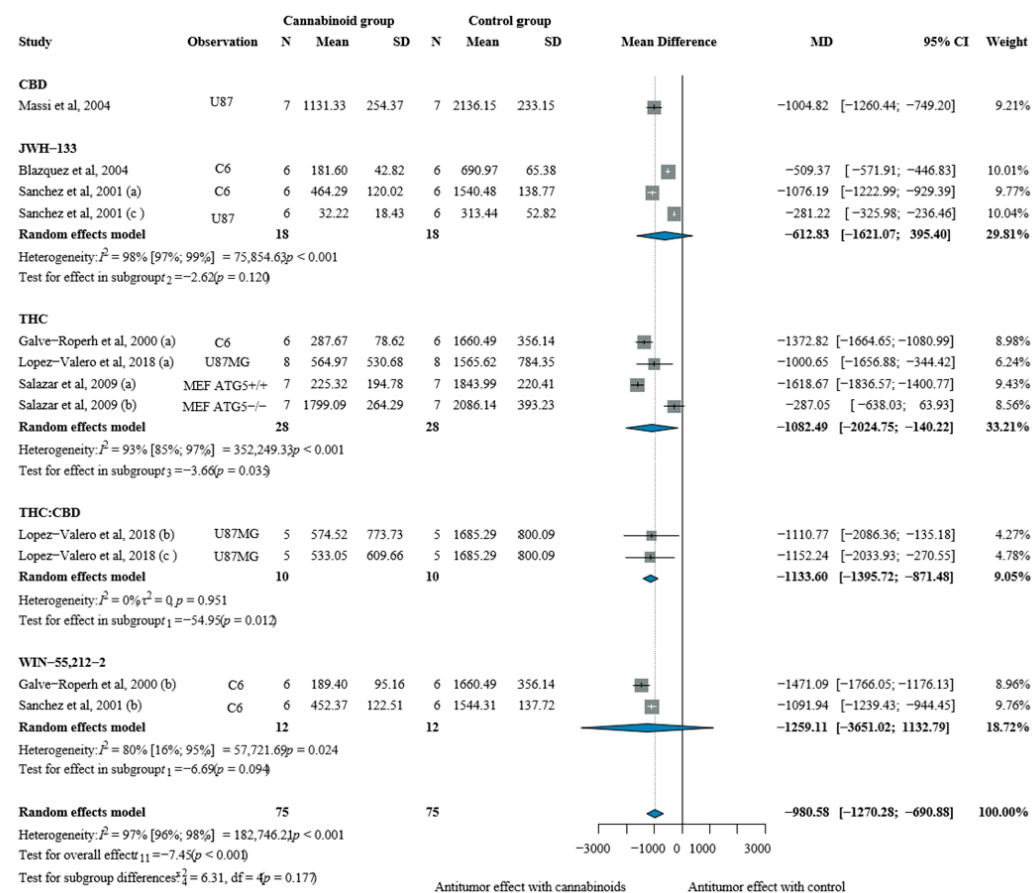 Cannabinoid group Control group
Study Observation N Mean SD N Mean SD Mean Difference MD 95% CI Weight
CBD
Massi et al, 2004 U87 7 1131.33 254.37 7 2136.15 233.15 −1004.82 [−1260.44; −749.20] 9.21%
JWH−133
Blazquez et al, 2004 C6 6 181.60 42.82 6 690.97 65.38 −509.37 [−571.91; −446.83] 10.01%
Sanchez et al, 2001 (a) C6 6 464.29 120.02 6 1540.48 138.77 −1076.19 [−1222.99; −929.39] 9.77%
Sanchez et al, 2001 (c ) U87 6 32.22 18.43 6 313.44 52.82 −281.22 [−325.98; −236.46] 10.04%
Random effects model 18 18 −612.83 [−1621.07; 395.40] 29.81%
Heterogeneity: I² = 98% [97%; 99%] = 75,854.63p < 0.001
Test for effect in subgroup: t₂ =−2.62(p = 0.120)
THC
Galve−Roperh et al, 2000 (a) C6 6 287.67 78.62 6 1660.49 356.14 −1372.82 [−1664.65; −1080.99] 8.98%
Lopez−Valero et al, 2018 (a) U87MG 8 564.97 530.68 8 1565.62 784.35 −1000.65 [−1656.88; −344.42] 6.24%
Salazar et al, 2009 (a) MEF ATG5+/+ 7 225.32 194.78 7 1843.99 220.41 −1618.67 [−1836.57; −1400.77] 9.43%
Salazar et al, 2009 (b) MEF ATG5−/− 7 1799.09 264.29 7 2086.14 393.23 −287.05 [−638.03; 63.93] 8.56%
Random effects model 28 28 −1082.49 [−2024.75; −140.22] 33.21%
Heterogeneity: I² = 93% [85%; 97%] = 352,249.33p < 0.001
Test for effect in subgroup: t₃ =−3.66(p = 0.035)
THC:CBD
Lopez−Valero et al, 2018 (b) U87MG 5 574.52 773.73 5 1685.29 800.09 −1110.77 [−2086.36; −135.18] 4.27%
Lopez−Valero et al, 2018 (c ) U87MG 5 533.05 609.66 5 1685.29 800.09 −1152.24 [−2033.93; −270.55] 4.78%
Random effects model 10 10 −1133.60 [−1395.72; −871.48] 9.05%
Heterogeneity: I² = 0%, τ² = 0, p = 0.951
Test for effect in subgroup: t₁ =−54.95(p = 0.012)
WIN−55,212−2
Galve−Roperh et al, 2000 (b) C6 6 189.40 95.16 6 1660.49 356.14 −1471.09 [−1766.05; −1176.13] 8.96%
Sanchez et al, 2001 (b) C6 6 452.37 122.51 6 1544.31 137.72 −1091.94 [−1239.43; −944.45] 9.76%
Random effects model 12 12 −1259.11 [−3651.02; 1132.79] 18.72%
Heterogeneity: I² = 80% [16%; 95%] = 57,721.69p = 0.024
Test for effect in subgroup: t₁ =−6.69(p = 0.094)
Random effects model 75 75 −980.58 [−1270.28; −690.88] 100.00%
Heterogeneity: I² = 97% [96%; 98%] = 182,746.21p < 0.001
Test for overall effect: t₁₁ =−7.45(p < 0.001)
Test for subgroup differences: χ²₄ = 6.31, df = 4(p = 0.177)
−3000 −1000 0 1000 3000
Antitumor effect with cannabinoids Antitumor effect with control